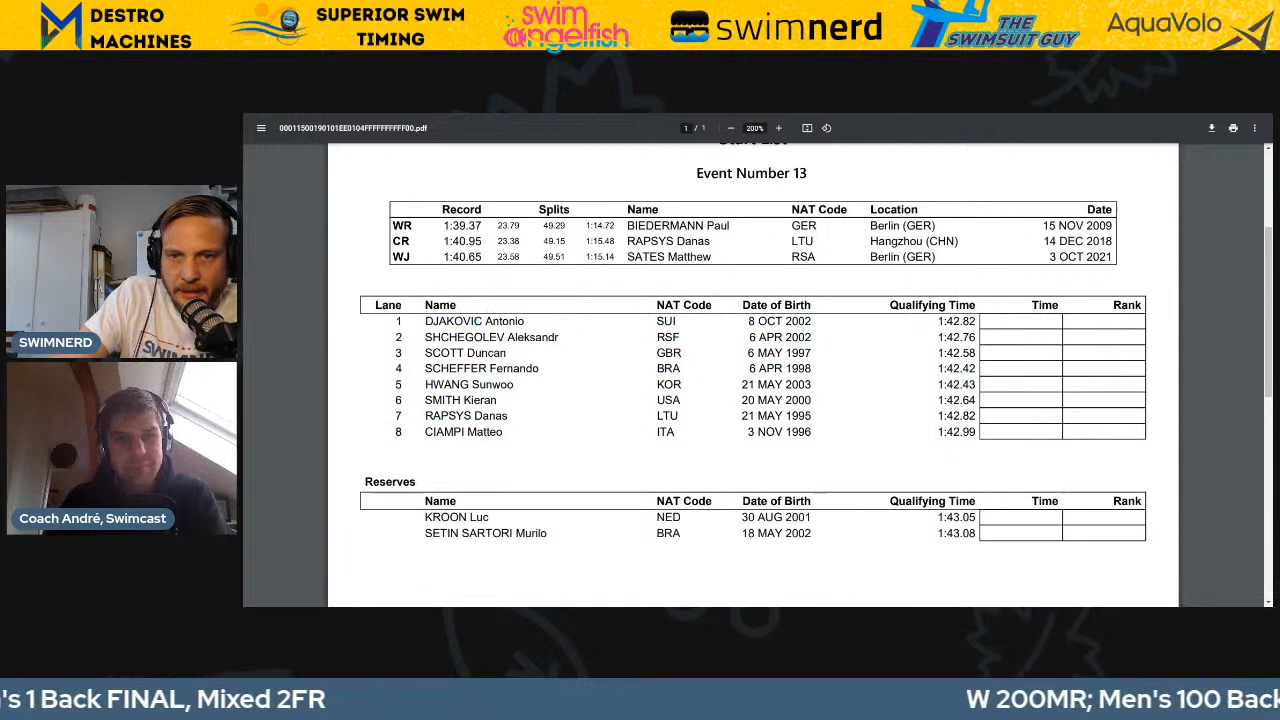 DESTRO
MACHINES
SUPERIOR SWIM
TIMING
swim
angelfish
swimnerd
THE
SWIMSUIT GUY
AquaVolo
00011500190101EE0104FFFFFFFFFF00.pdf
1 / 1
200%
Start List
Event Number 13
Record Splits Name NAT Code Location Date
WR 1:39.37 23.79 49.29 1:14.72 BIEDERMANN Paul GER Berlin (GER) 15 NOV 2009
CR 1:40.95 23.38 49.15 1:15.48 RAPSYS Danas LTU Hangzhou (CHN) 14 DEC 2018
WJ 1:40.65 23.58 49.51 1:15.14 SATES Matthew RSA Berlin (GER) 3 OCT 2021
Lane Name NAT Code Date of Birth Qualifying Time Time Rank
1 DJAKOVIC Antonio SUI 8 OCT 2002 1:42.82
2 SHCHEGOLEV Aleksandr RSF 6 APR 2002 1:42.76
3 SCOTT Duncan GBR 6 MAY 1997 1:42.58
4 SCHEFFER Fernando BRA 6 APR 1998 1:42.42
5 HWANG Sunwoo KOR 21 MAY 2003 1:42.43
6 SMITH Kieran USA 20 MAY 2000 1:42.64
7 RAPSYS Danas LTU 21 MAY 1995 1:42.82
8 CIAMPI Matteo ITA 3 NOV 1996 1:42.99
Reserves
Name NAT Code Date of Birth Qualifying Time Time Rank
KROON Luc NED 30 AUG 2001 1:43.05
SETIN SARTORI Murilo BRA 18 MAY 2002 1:43.08
SWIMNERD
Coach André, Swimcast
's 1 Back FINAL, Mixed 2FR
W 200MR; Men's 100 Back